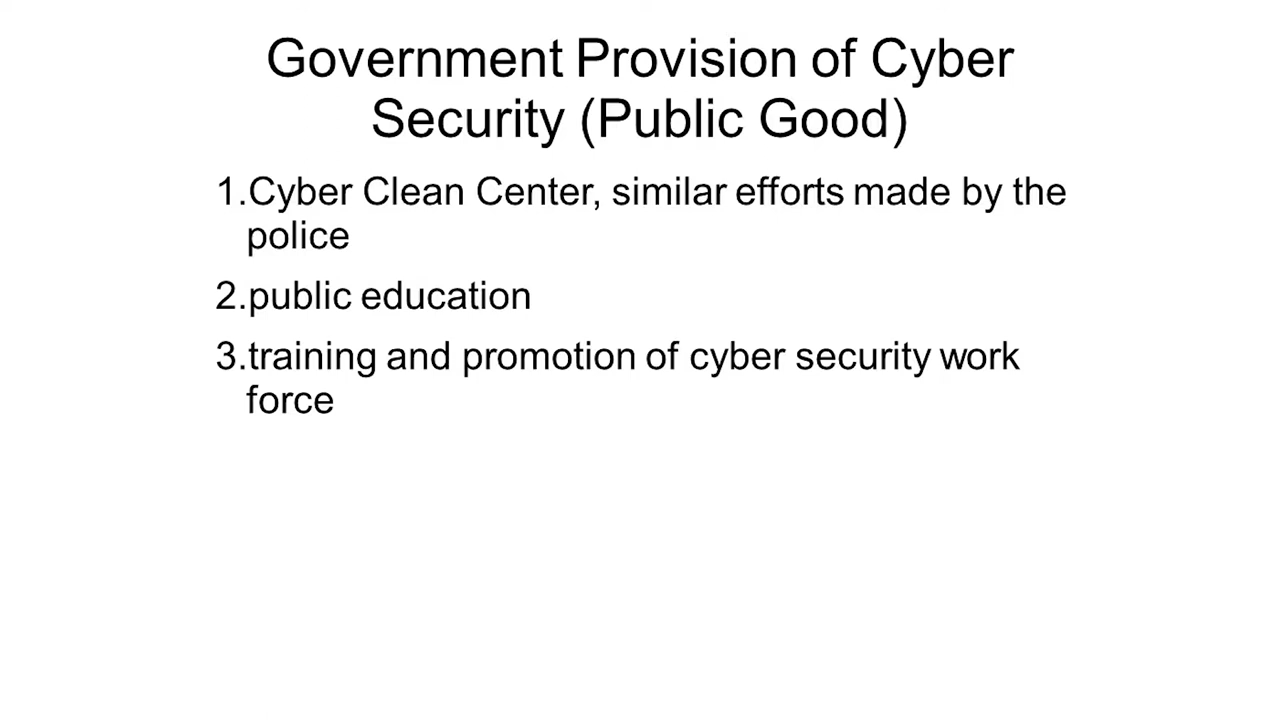 Government Provision of Cyber
Security (Public Good)
1.Cyber Clean Center, similar efforts made by the
police
2.public education
3.training and promotion of cyber security work
force